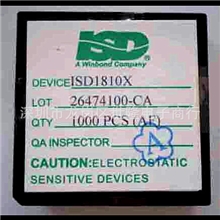 ISD
A Winbond Company
DEVICE ISD1810X
LOT 26474100-CA
QTY 1000 PCS (AE)
QA INSPECTOR
CAUTION: ELECTROSTATIC
SENSITIVE DEVICES